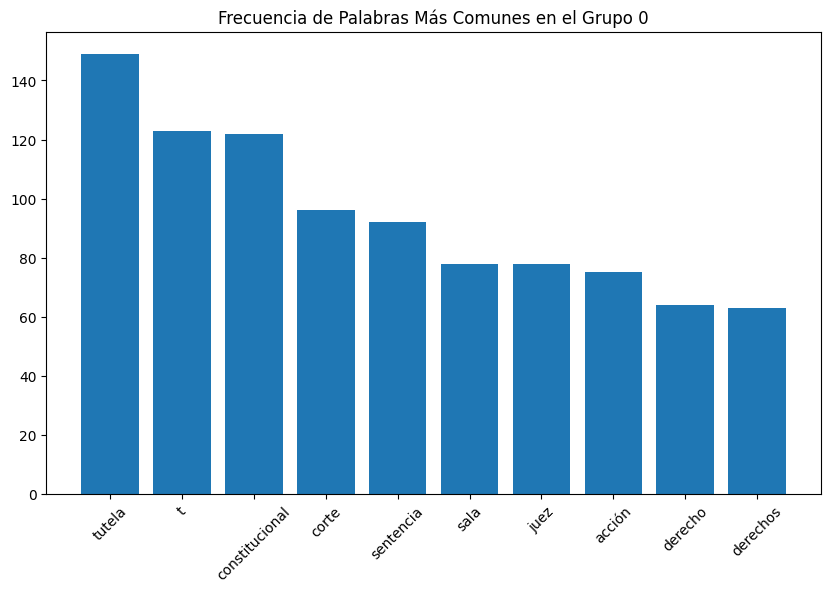 Frecuencia de Palabras Más Comunes en el Grupo 0
140
120
100
80
60
40
20
0
tutela
t
constitucional
corte
sentencia
sala
juez
acción
derecho
derechos